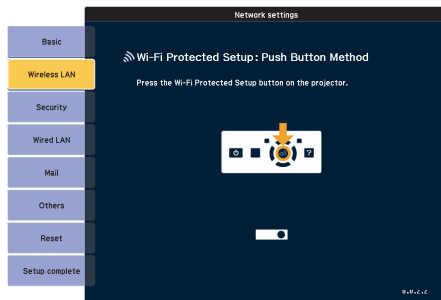 Network settings
Basic
Wireless LAN
Security
Wired LAN
Mail
Others
Reset
Setup complete
Wi-Fi Protected Setup: Push Button Method
Press the Wi-Fi Protected Setup button on the projector.
?